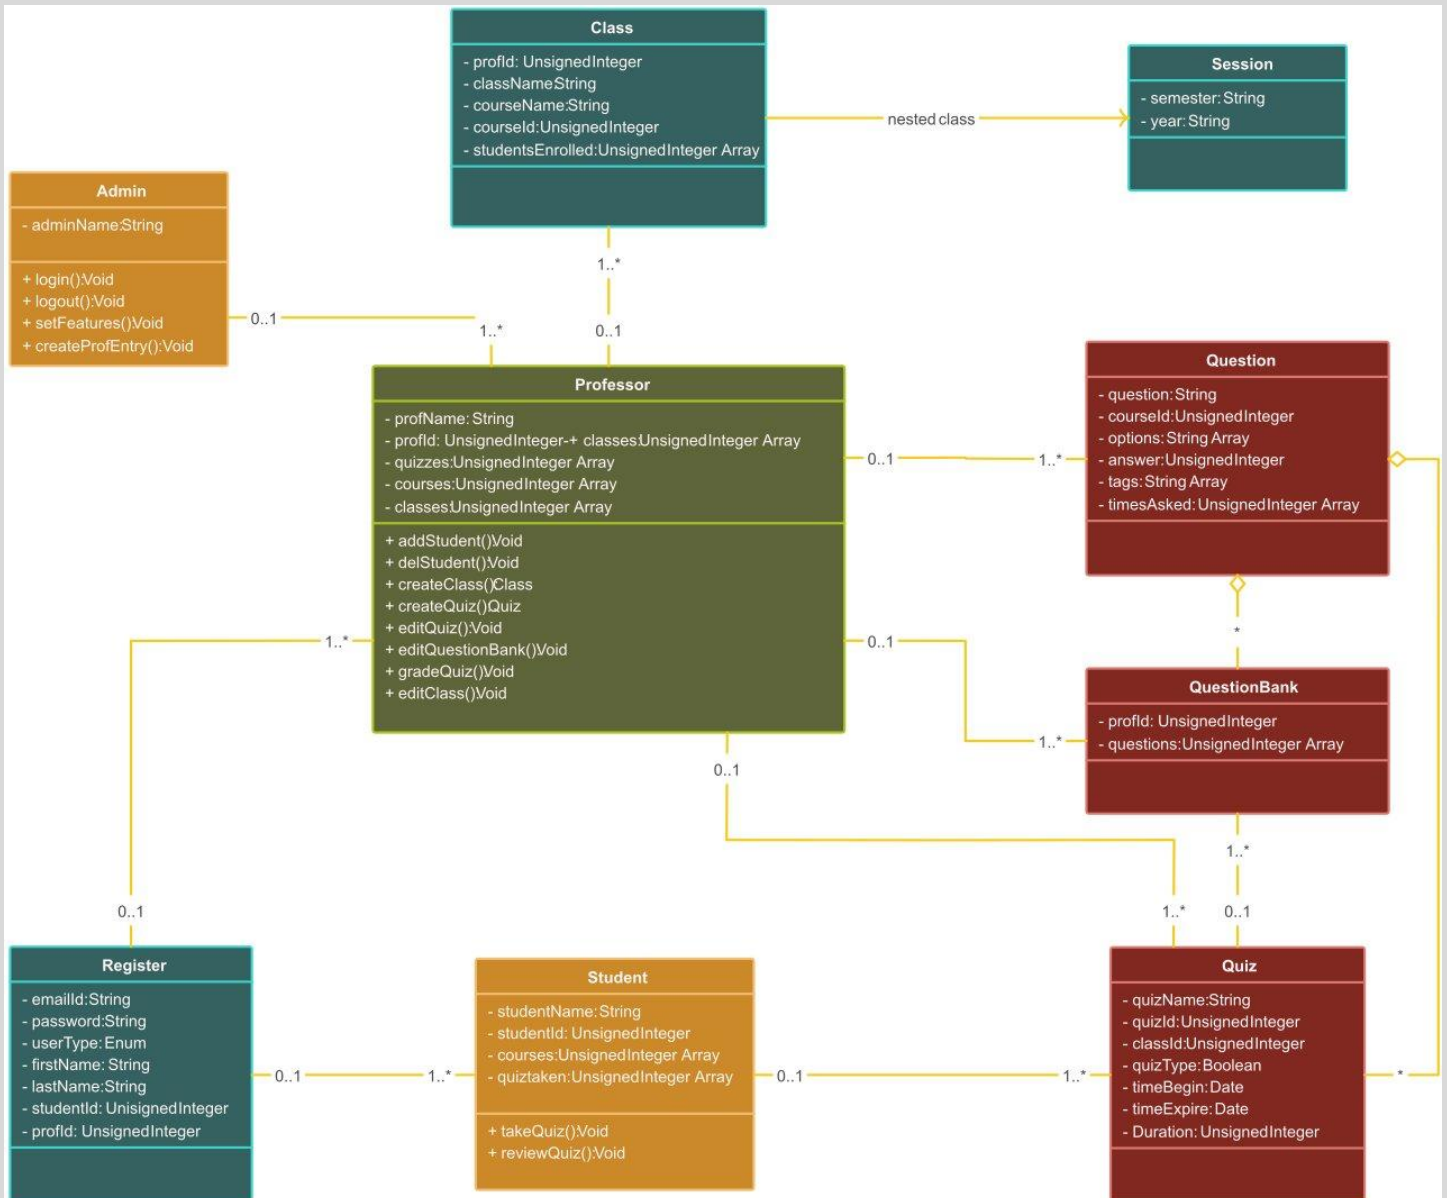 Class
- profId: UnsignedInteger
- className:String
- courseName:String
- courseId:UnsignedInteger
- studentsEnrolled:UnsignedInteger Array
nested class
Session
- semester:String
- year:String
Admin
- adminName:String
+ login():Void
+ logout():Void
+ setFeatures():Void
+ createProfEntry():Void
0..1
1..*
1..*
0..1
Professor
- profName: String
- profId: UnsignedInteger-+ classes:UnsignedInteger Array
- quizzes:UnsignedInteger Array
- courses:UnsignedInteger Array
- classes:UnsignedInteger Array
+ addStudent():Void
+ delStudent():Void
+ createClass():Class
+ createQuiz():Quiz
+ editQuiz():Void
+ editQuestionBank():Void
+ gradeQuiz():Void
+ editClass():Void
0..1
1..*
Question
- question:String
- courseId:UnsignedInteger
- options:String Array
- answer:UnsignedInteger
- tags:String Array
- timesAsked:UnsignedInteger Array
*
1..*
0..1
0..1
1..*
QuestionBank
- profId: UnsignedInteger
- questions:UnsignedInteger Array
0..1
1..*
1..*
0..1
Register
- emailId:String
- password:String
- userType:Enum
- firstName: String
- lastName:String
- studentId: UnisignedInteger
- profId: UnsignedInteger
0..1
1..*
Student
- studentName:String
- studentId: UnsignedInteger
- courses:UnsignedInteger Array
- quiztaken:UnsignedInteger Array
+ takeQuiz():Void
+ reviewQuiz():Void
0..1
1..*
Quiz
- quizName:String
- quizId:UnsignedInteger
- classId:UnsignedInteger
- quizType:Boolean
- timeBegin:Date
- timeExpire:Date
- Duration:UnsignedInteger
*